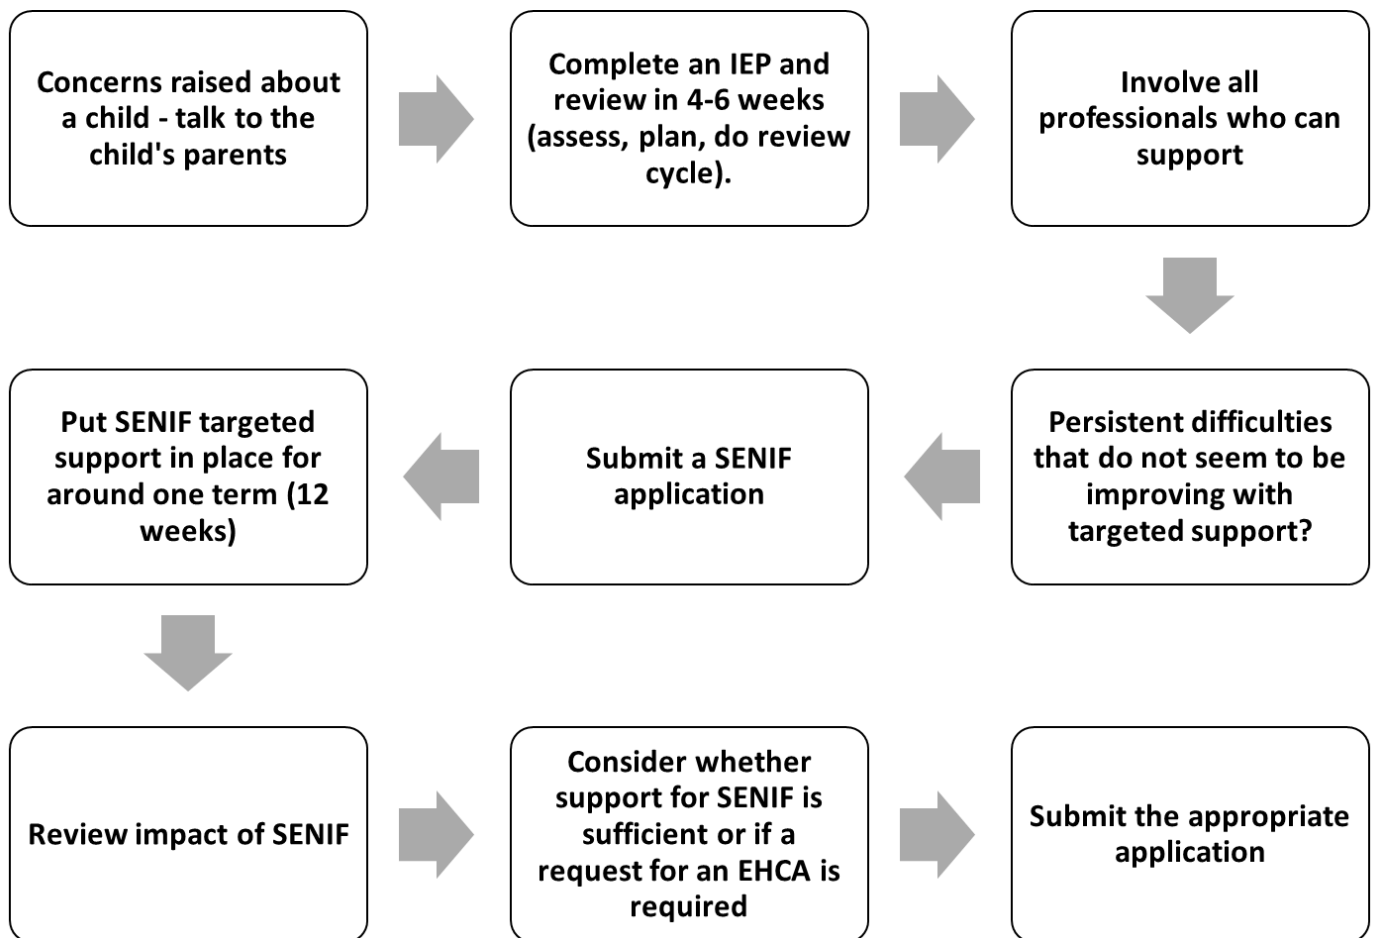 Concerns raised about
a child - talk to the
child's parents
Complete an IEP and
review in 4-6 weeks
(assess, plan, do review
cycle).
Involve all
professionals who can
support
Persistent difficulties
that do not seem to be
improving with
targeted support?
Submit a SENIF
application
Put SENIF targeted
support in place for
around one term (12
weeks)
Review impact of SENIF
Consider whether
support for SENIF is
sufficient or if a
request for an EHCA is
required
Submit the appropriate
application